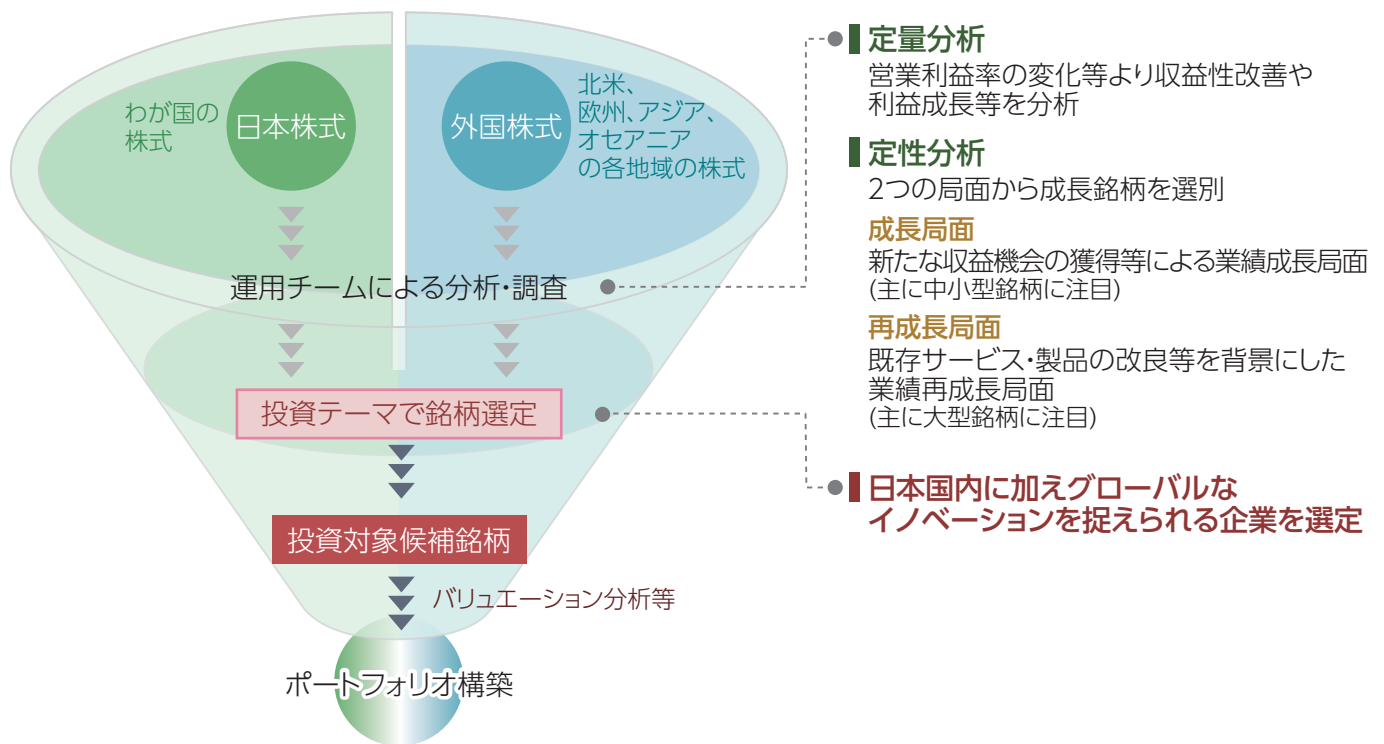 わが国の
株式
日本株式
外国株式
北米、
欧州、アジア、
オセアニア
の各地域の株式
運用チームによる分析・調査
投資テーマで銘柄選定
投資対象候補銘柄
バリュエーション分析等
ポートフォリオ構築
定量分析
営業利益率の変化等より収益性改善や
利益成長等を分析
定性分析
2つの局面から成長銘柄を選別
成長局面
新たな収益機会の獲得等による業績成長局面
(主に中小型銘柄に注目)
再成長局面
既存サービス・製品の改良等を背景にした
業績再成長局面
(主に大型銘柄に注目)
日本国内に加えグローバルな
イノベーションを捉えられる企業を選定